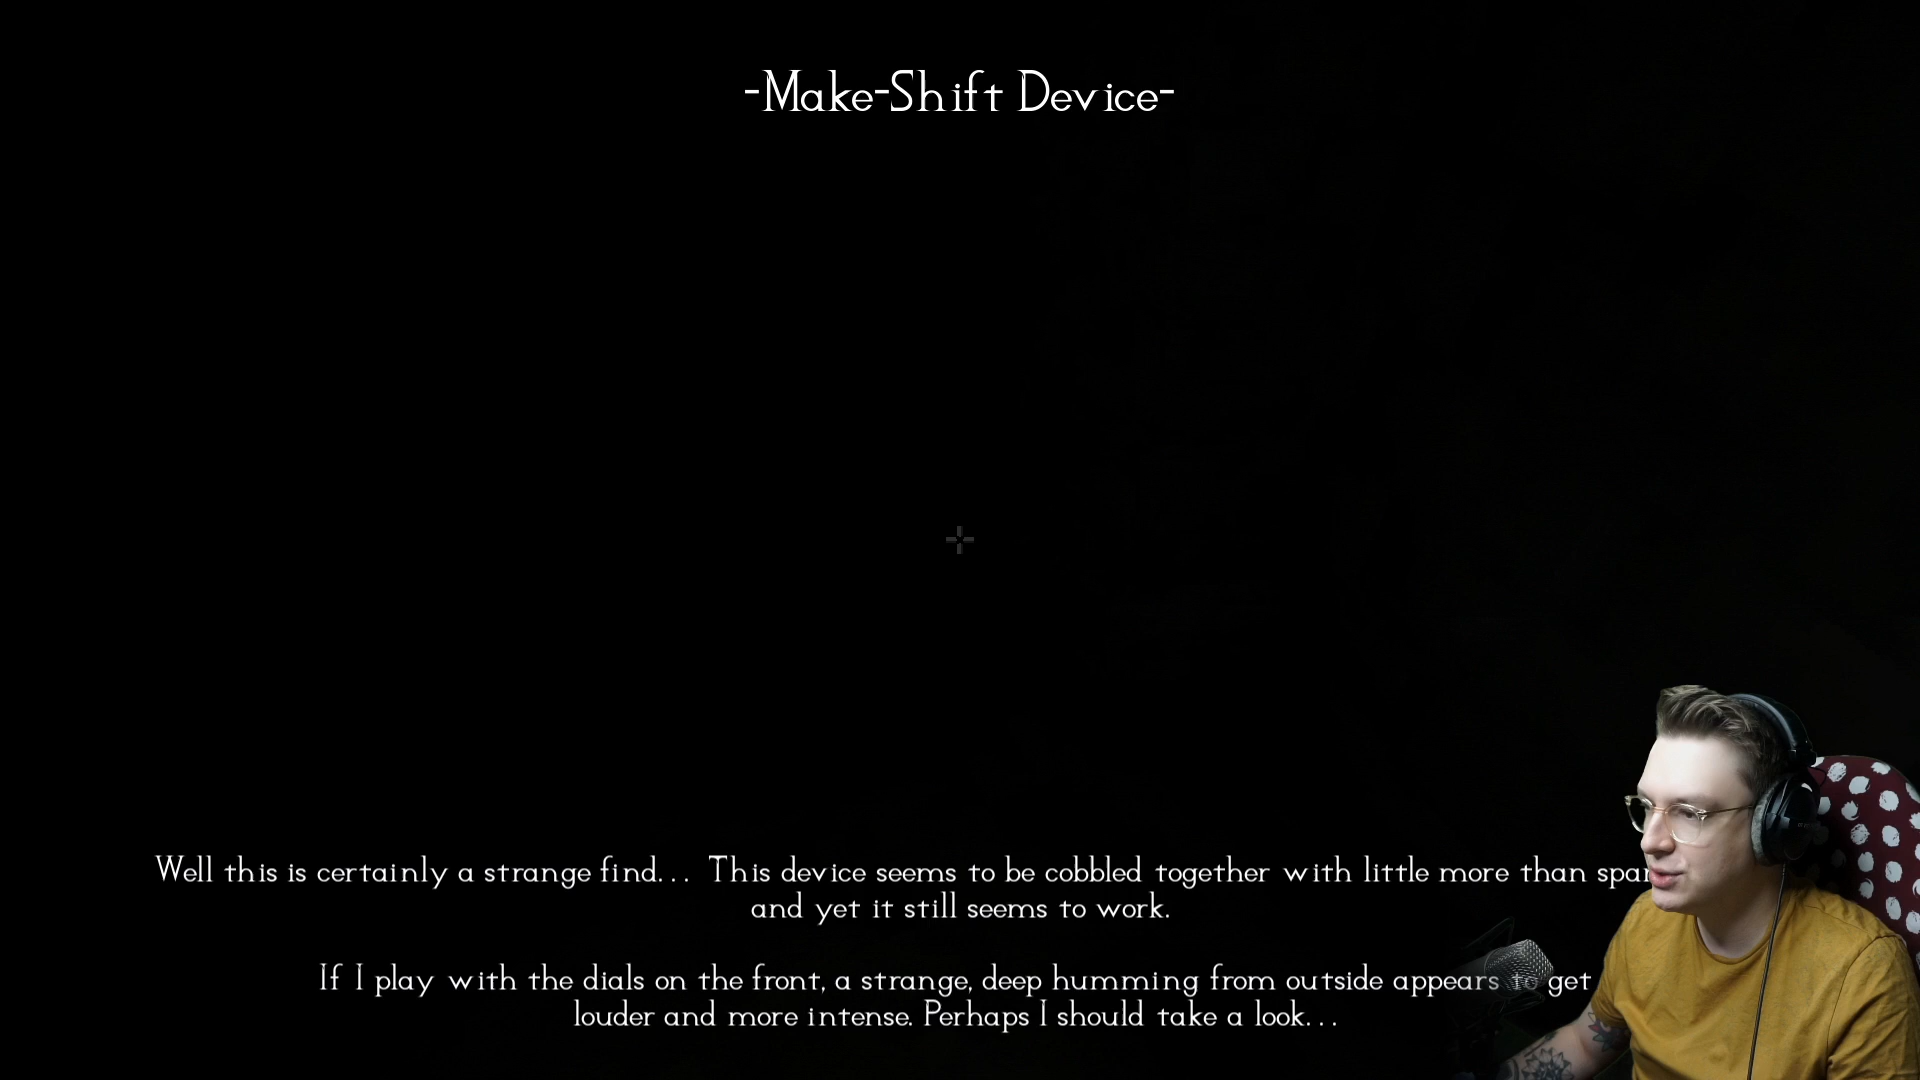 -Make-Shift Device-
Well this is certainly a strange find... This device seems to be cobbled together with little more than
and yet it still seems to work.
If I play with the dials on the front, a strange, deep humming from outside appears to get
louder and more intense. Perhaps I should take a look...